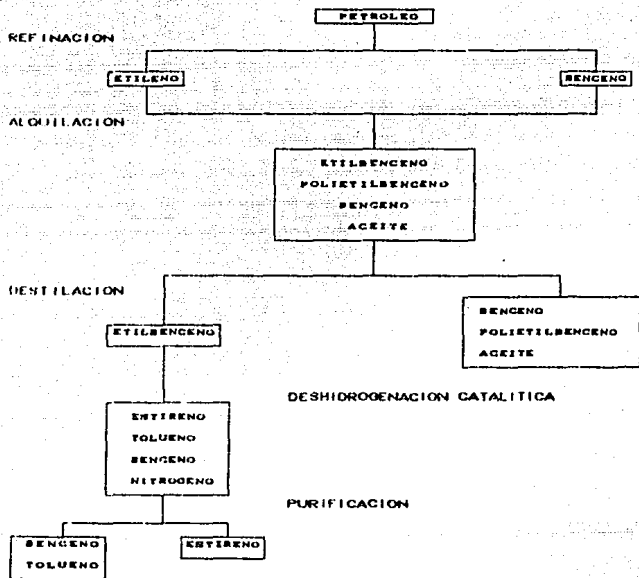 PETROLEO
REFINACION
ETILENO
BENCENO
ALQUILACION
ETILBENCENO
POLIETILBENCENO
BENCENO
ACEITE
DESTILACION
ETILBENCENO
BENCENO
POLIETILBENCENO
ACEITE
DESHIDROGENACION CATALITICA
ESTIRENO
TOLUENO
BENCENO
NITROGENO
PURIFICACION
BENCENO
TOLUENO
ESTIRENO